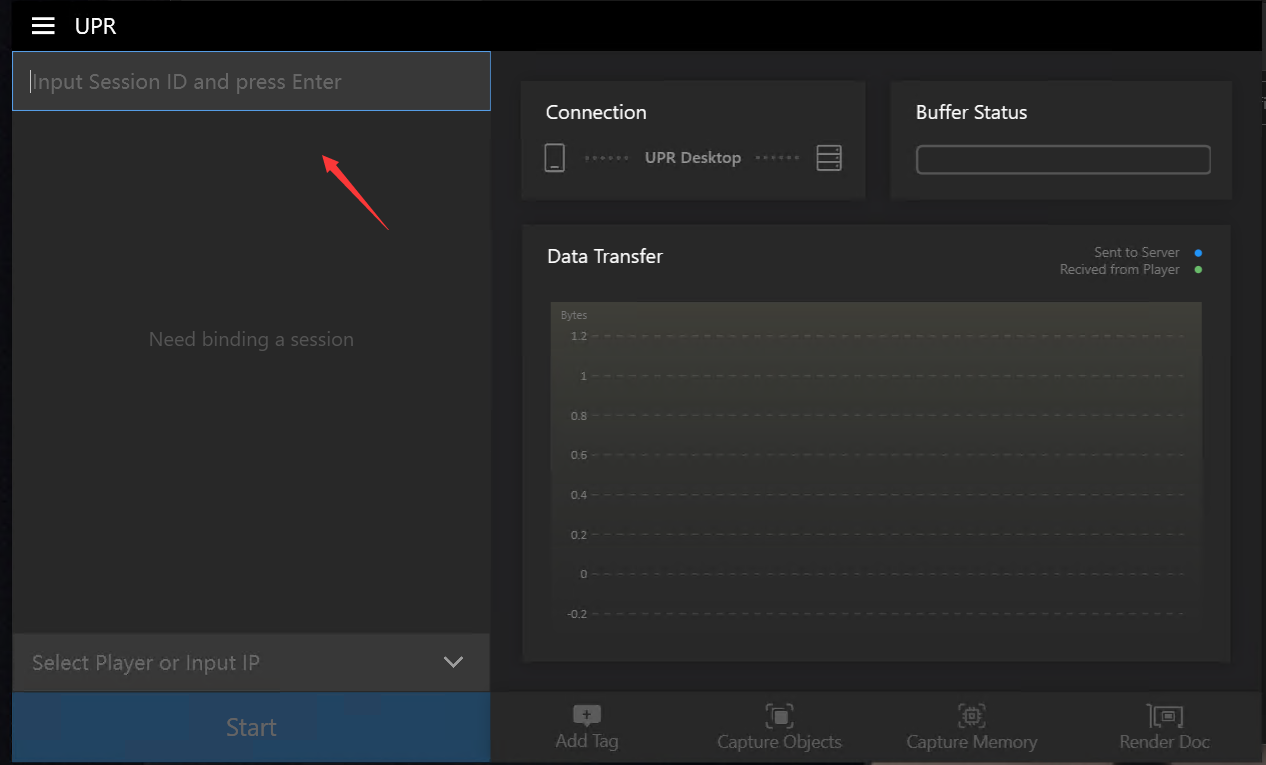 UPR
Input Session ID and press Enter
Need binding a session
Select Player or Input IP
Start
Connection
UPR Desktop
Buffer Status
Data Transfer
Sent to Server
Recived from Player
Bytes
1.2
1
0.8
0.6
0.4
0.2
0
-0.2
Add Tag
Capture Objects
Capture Memory
Render Doc